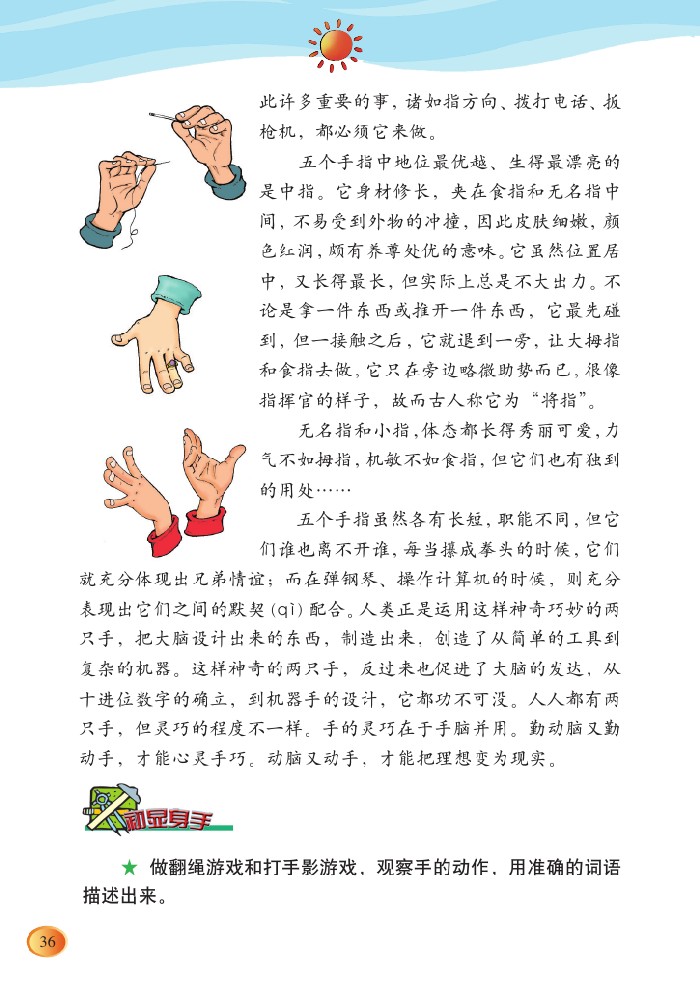 此许多重要的事，诸如指方向、拨打电话、扳
枪机，都必须它来做。
五个手指中地位最优越、生得最漂亮的
是中指。它身材修长，夹在食指和无名指中
间，不易受到外物的冲撞，因此皮肤细嫩，颜
色红润，颇有养尊处优的意味。它虽然位置居
中，又长得最长，但实际上总是不大出力。不
论是拿一件东西或推开一件东西，它最先碰
到，但一接触之后，它就退到一旁，让大拇指
和食指去做，它只在旁边略微助势而已，很像
指挥官的样子，故而古人称它为“将指”。
无名指和小指，体态都长得秀丽可爱，力
气不如拇指，机敏不如食指，但它们也有独到
的用处……
五个手指虽然各有长短，职能不同，但它
们谁也离不开谁，每当攥成拳头的时候，它们
就充分体现出兄弟情谊；而在弹钢琴、操作计算机的时候，则充分
表现出它们之间的默契(qì)配合。人类正是运用这样神奇巧妙的两
只手，把大脑设计出来的东西，制造出来，创造了从简单的工具到
复杂的机器。这样神奇的两只手，反过来也促进了大脑的发达，从
十进位数字的确立，到机器手的设计，它都功不可没。人人都有两
只手，但灵巧的程度不一样。手的灵巧在于手脑并用。勤动脑又勤
动手，才能心灵手巧。动脑又动手，才能把理想变为现实。
初显身手
★ 做翻绳游戏和打手影游戏，观察手的动作，用准确的词语
描述出来。
36